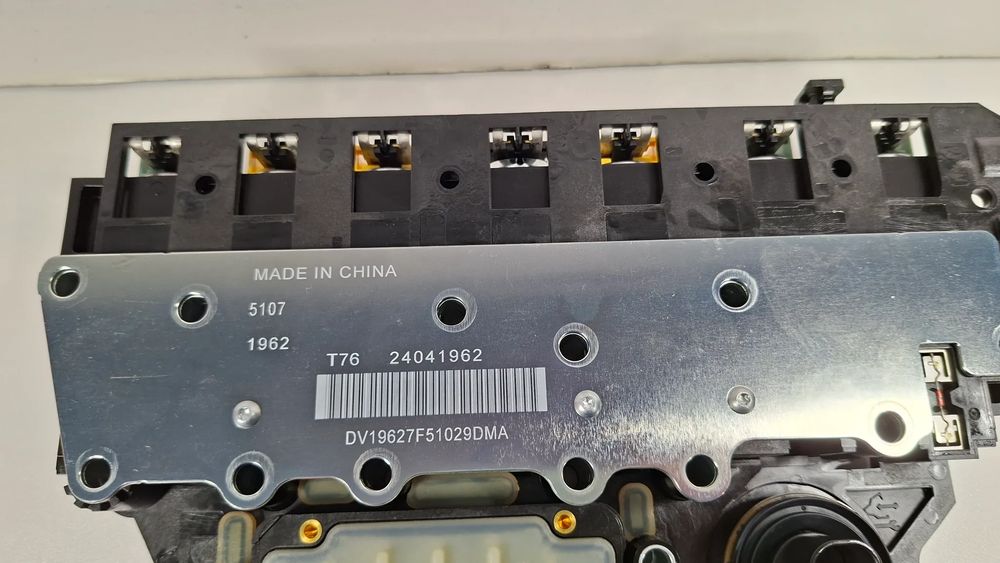 MADE IN CHINA
5107
1962
T76 24041962
DV19627F51029DMA